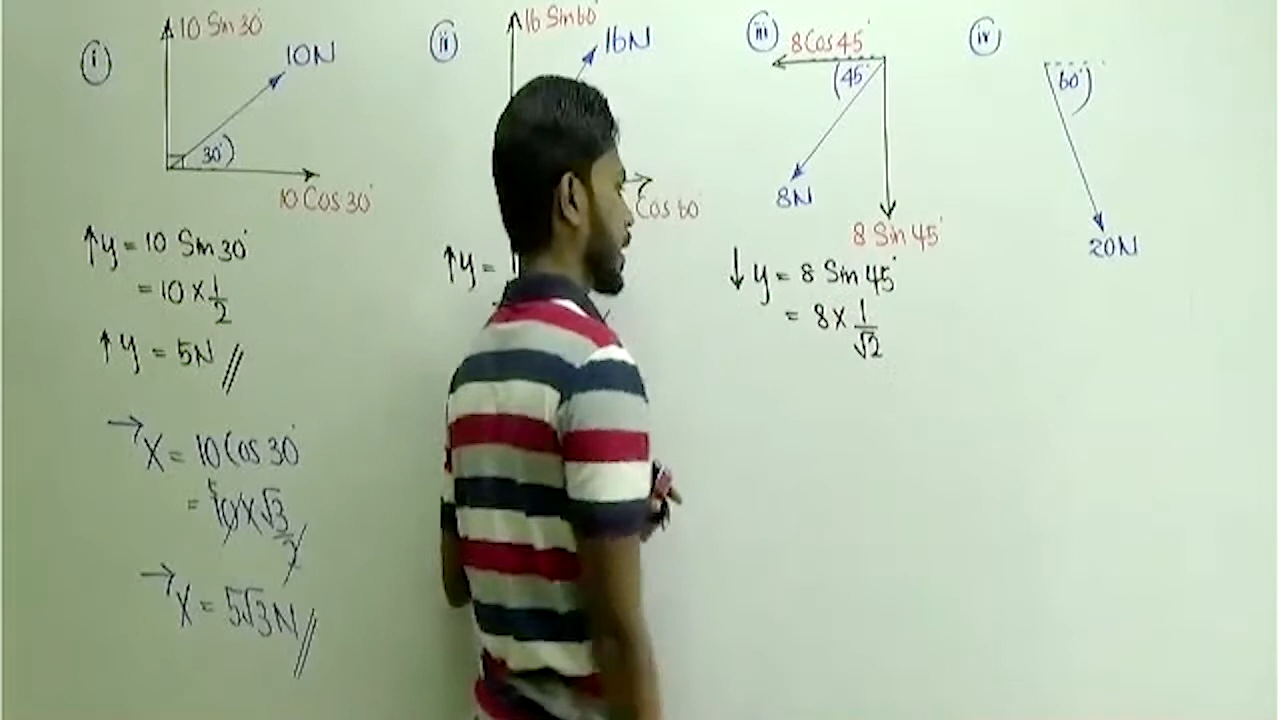 i
10 Sin 30°
10N
30°
10 Cos 30°
↑y = 10 Sin 30°
= 10 × 1/2
↑y = 5N //
→X = 10 Cos 30°
= 5 10 × √3/2
→X = 5√3N //
ii
16 Sin 60°
16N
Cos 60°
↑y =
iii
8 Cos 45°
45°
8N
8 Sin 45°
↓y = 8 Sin 45°
= 8 × 1/√2
iv
60°
20N